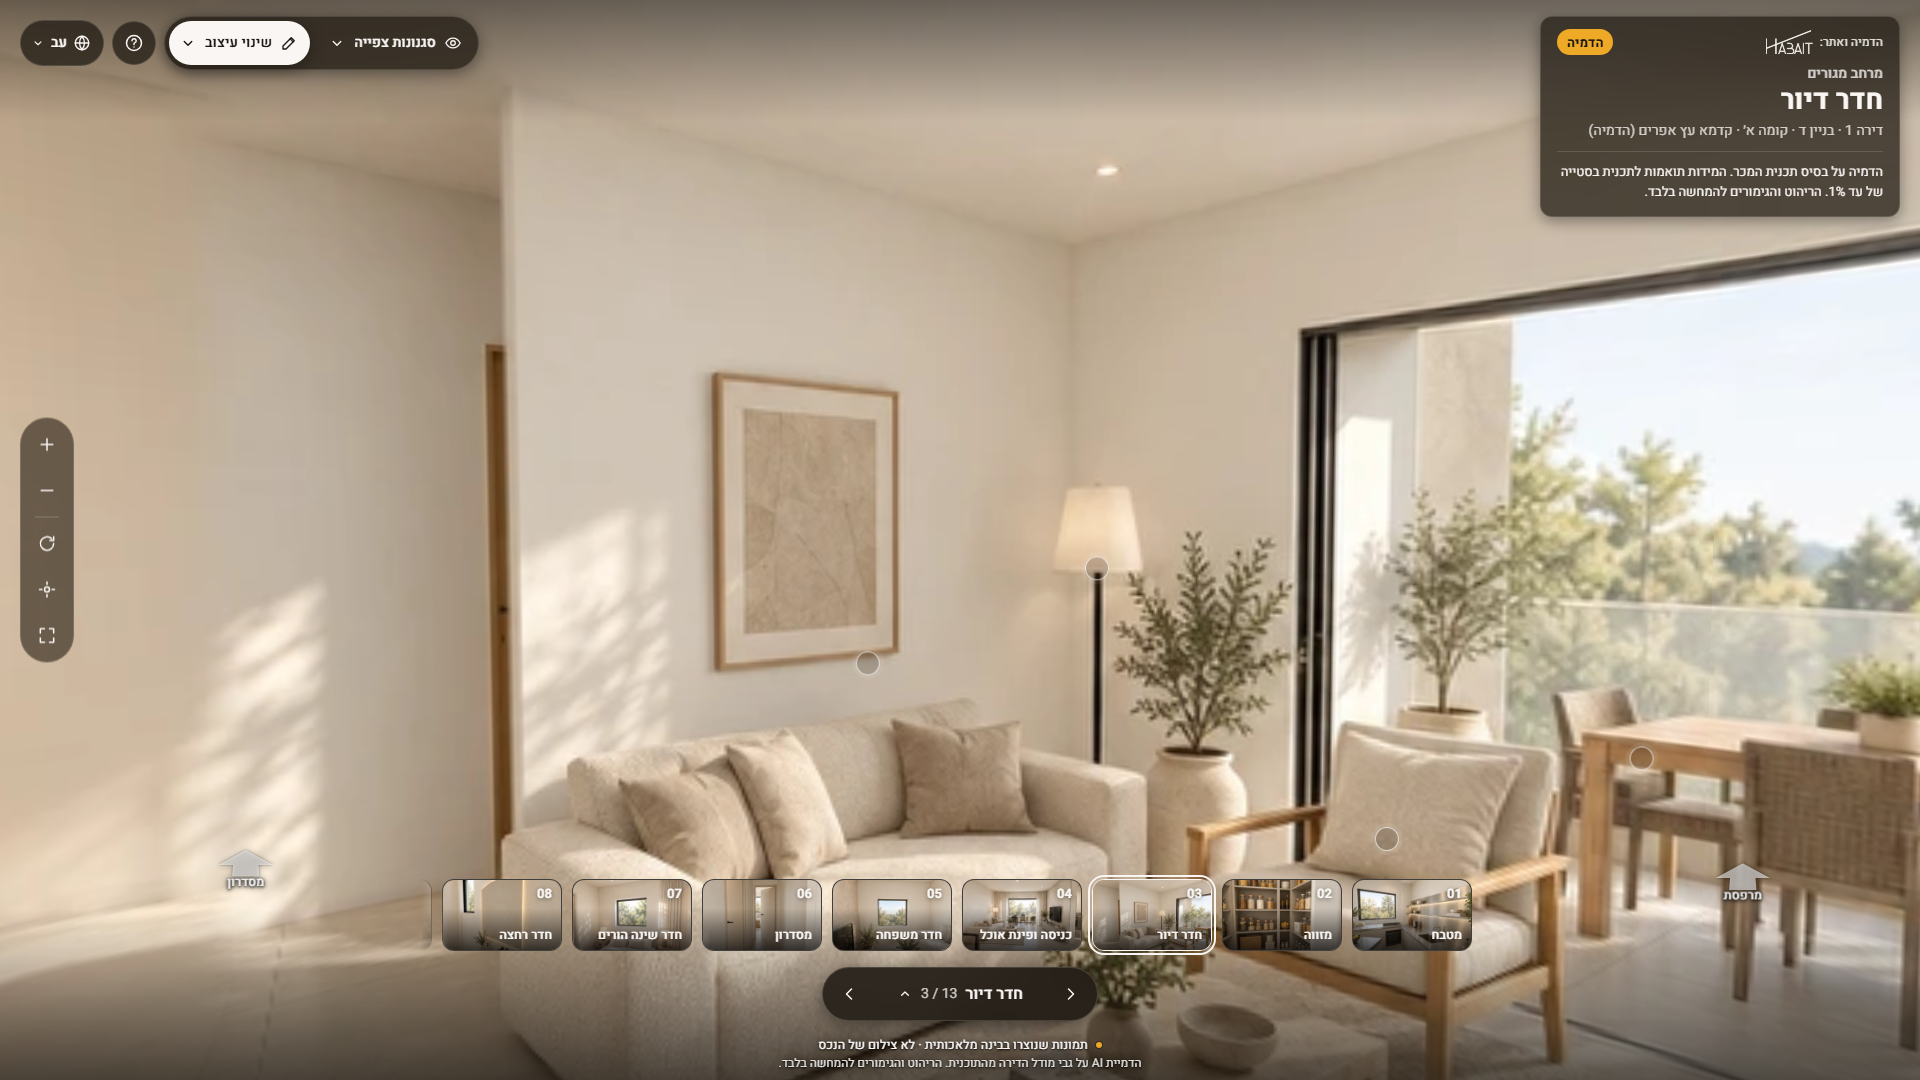 הדמיה ואתר: HABAIT
הדמיה
מרחב מגורים
חדר דיור
דירה 1 · בניין ד · קומה א' · קדמא עץ אפרים (הדמיה)
הדמיה על בסיס תכנית המכר. המידות תואמות לתכנית בסטייה
של עד 1%. הריהוט והגימורים להמחשה בלבד.
סגנונות צפייה
שינוי עיצוב
עב
מרפסת
מסדרון
01 מטבח
02 מזווה
03 חדר דיור
04 כניסה ופינת אוכל
05 חדר משפחה
06 מסדרון
07 חדר שינה הורים
08 חדר רחצה
חדר דיור 3 / 13
תמונות שנוצרו בבינה מלאכותית · לא צילום של הנכס
הדמיית AI על גבי מודל הדירה מהתוכנית. הריהוט והגימורים להמחשה בלבד.